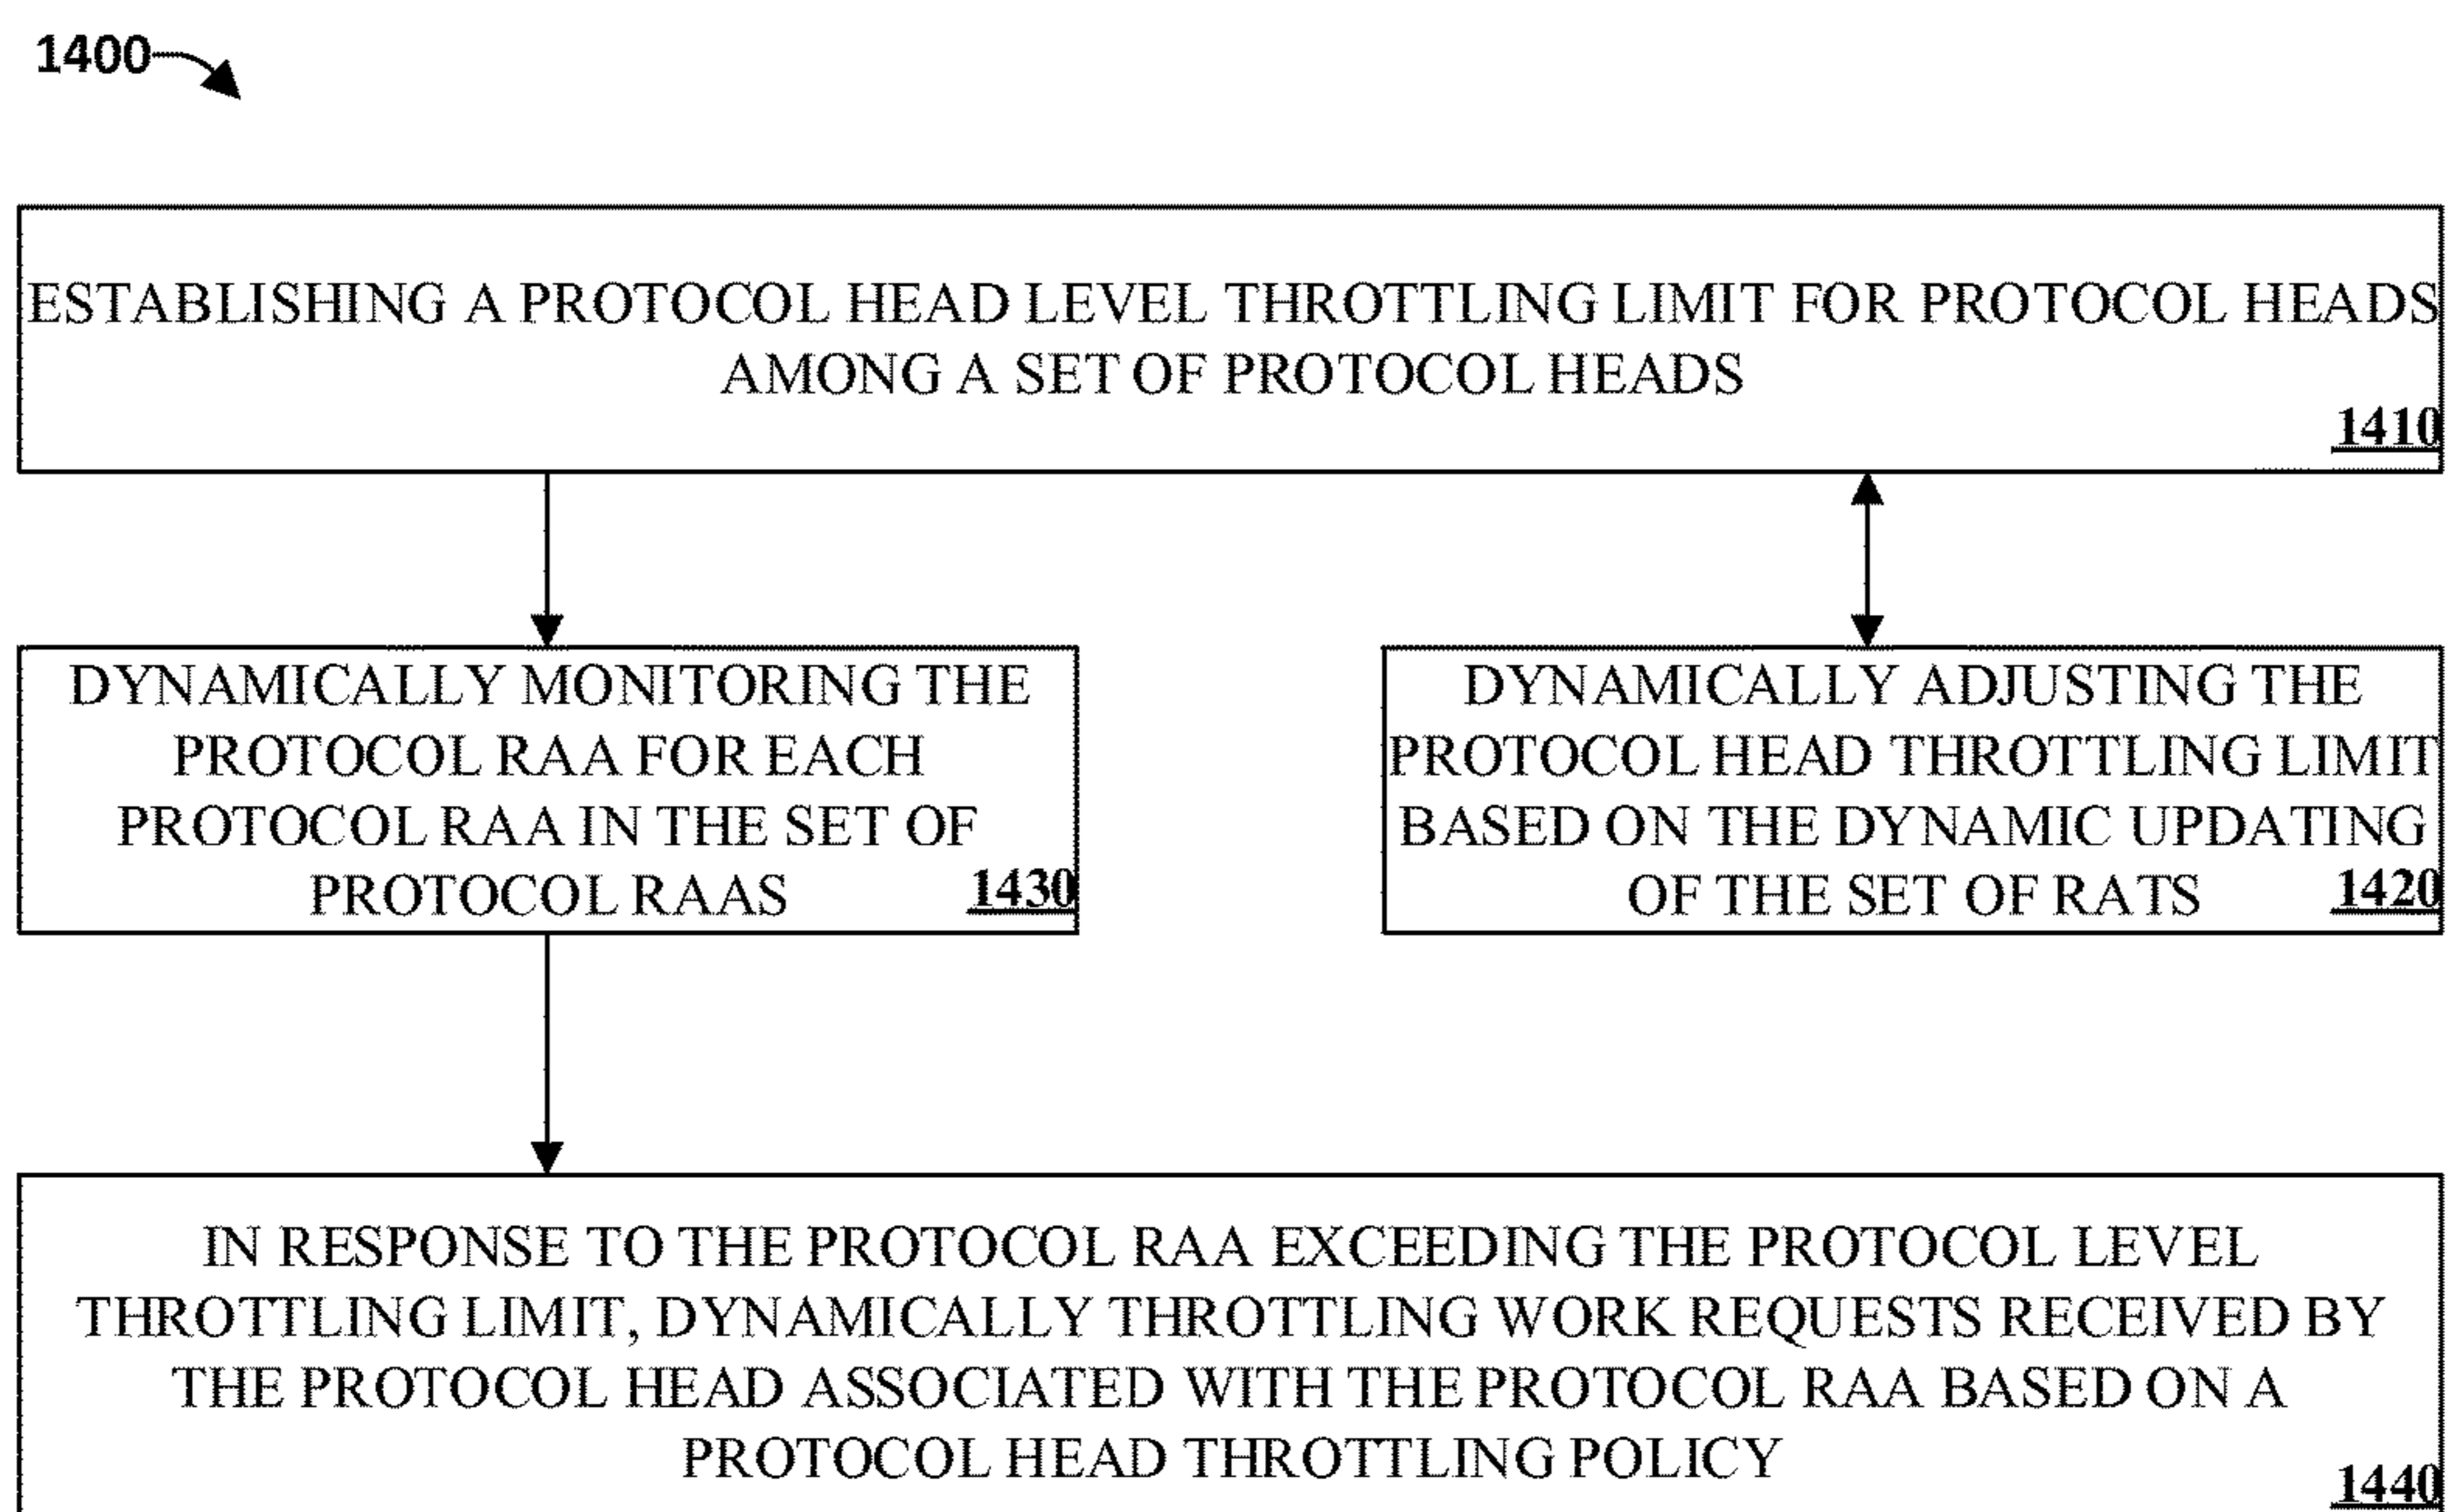 1400
ESTABLISHING A PROTOCOL HEAD LEVEL THROTTLING LIMIT FOR PROTOCOL HEADS
AMONG A SET OF PROTOCOL HEADS
1410
DYNAMICALLY MONITORING THE
PROTOCOL RAA FOR EACH
PROTOCOL RAA IN THE SET OF
PROTOCOL RAAS
1430
DYNAMICALLY ADJUSTING THE
PROTOCOL HEAD THROTTLING LIMIT
BASED ON THE DYNAMIC UPDATING
OF THE SET OF RATS
1420
IN RESPONSE TO THE PROTOCOL RAA EXCEEDING THE PROTOCOL LEVEL
THROTTLING LIMIT, DYNAMICALLY THROTTLING WORK REQUESTS RECEIVED BY
THE PROTOCOL HEAD ASSOCIATED WITH THE PROTOCOL RAA BASED ON A
PROTOCOL HEAD THROTTLING POLICY
1440